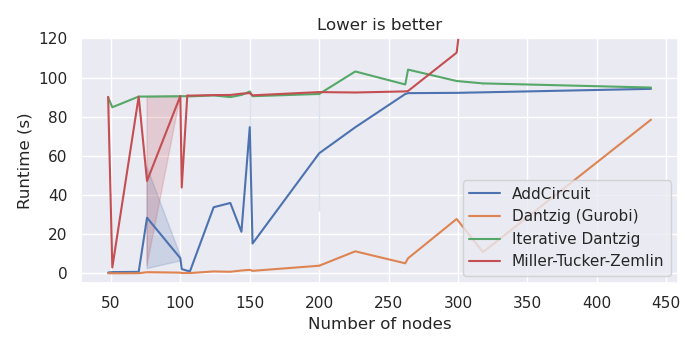 Lower is better
120
100
80
60
40
20
0
Runtime (s)
50 100 150 200 250 300 350 400 450
Number of nodes
AddCircuit
Dantzig (Gurobi)
Iterative Dantzig
Miller-Tucker-Zemlin